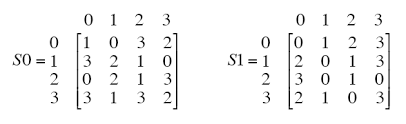 0 1 2 3 0 1 2 3
0 1 0 3 2 0 0 1 2 3
S0 = 1 3 2 1 0 S1 = 1 2 0 1 3
2 0 2 1 3 2 3 0 1 0
3 3 1 3 2 3 2 1 0 3